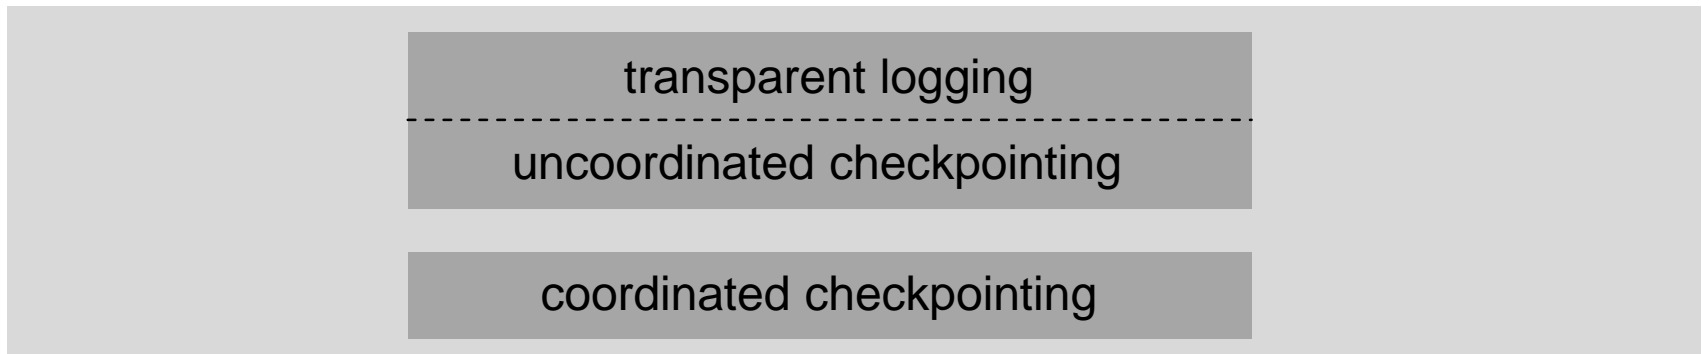 transparent logging
uncoordinated checkpointing
coordinated checkpointing